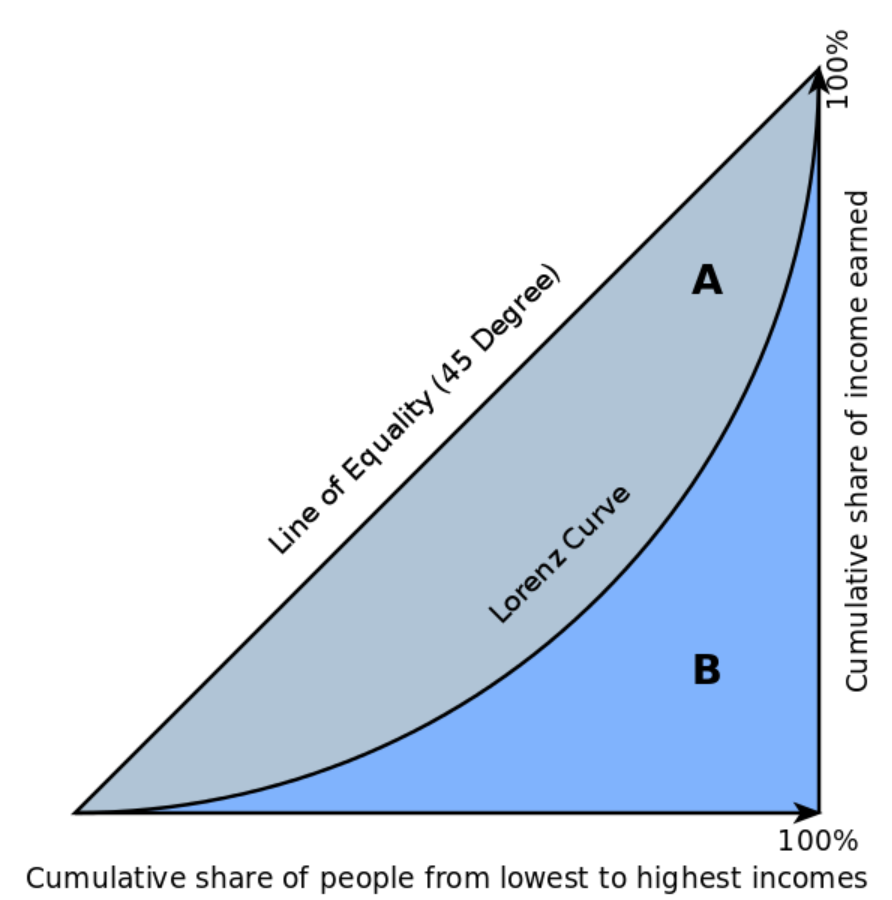 100%
Line of Equality (45 Degree)
A
Cumulative share of income earned
Lorenz Curve
B
100%
Cumulative share of people from lowest to highest incomes